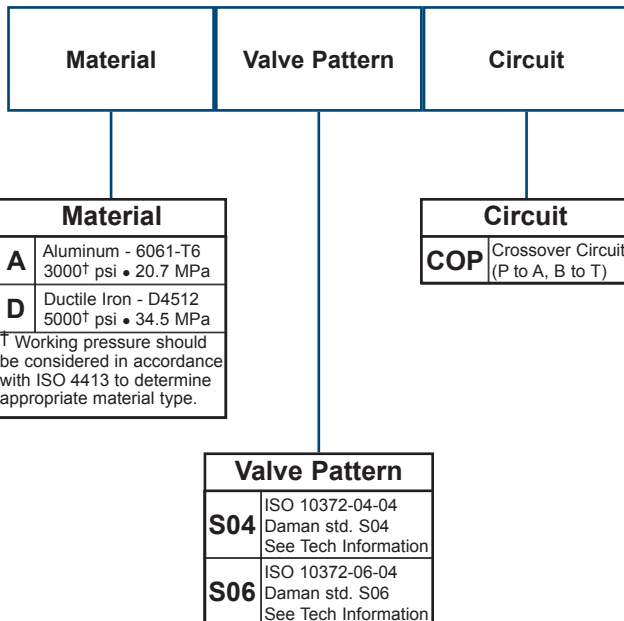 Material Valve Pattern Circuit
Material
A Aluminum - 6061-T6
3000† psi • 20.7 MPa
D Ductile Iron - D4512
5000† psi • 34.5 MPa
† Working pressure should
be considered in accordance
with ISO 4413 to determine
appropriate material type.
Circuit
COP Crossover Circuit
(P to A, B to T)
Valve Pattern
S04 ISO 10372-04-04
Daman std. S04
See Tech Information
S06 ISO 10372-06-04
Daman std. S06
See Tech Information